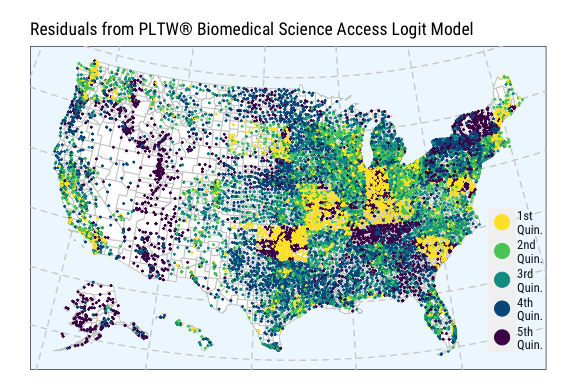 Residuals from PLTW® Biomedical Science Access Logit Model
1st
Quin.
2nd
Quin.
3rd
Quin.
4th
Quin.
5th
Quin.